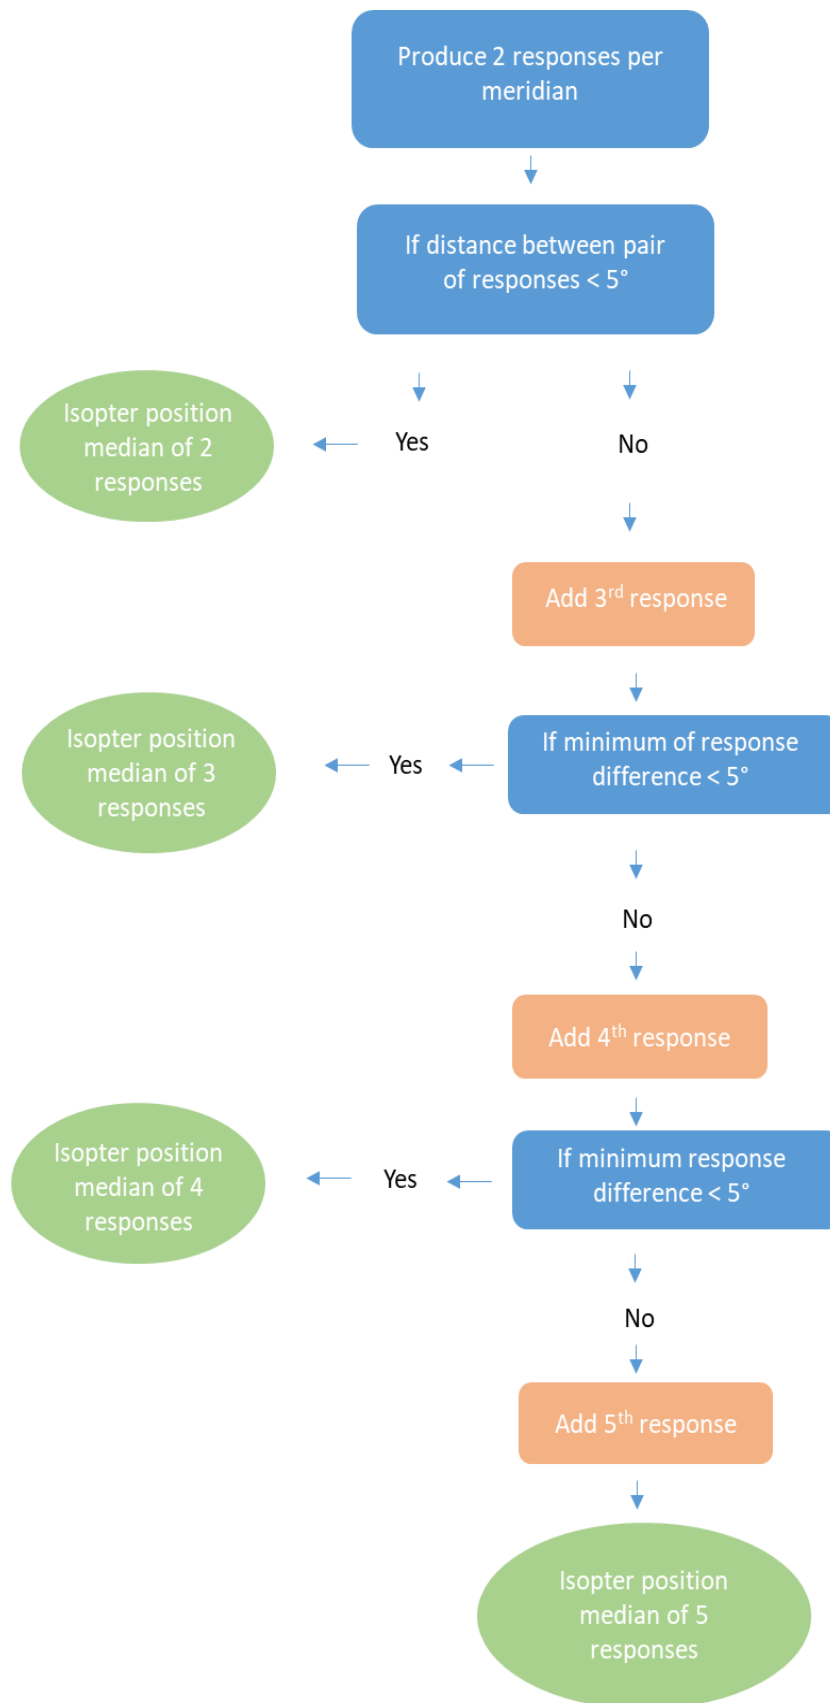 Produce 2 responses per
meridian
If distance between pair
of responses < 5°
Isopter position
median of 2
responses
Yes
No
Add 3rd response
Isopter position
median of 3
responses
Yes
If minimum of response
difference < 5°
No
Add 4th response
Isopter position
median of 4
responses
Yes
If minimum response
difference < 5°
No
Add 5th response
Isopter position
median of 5
responses